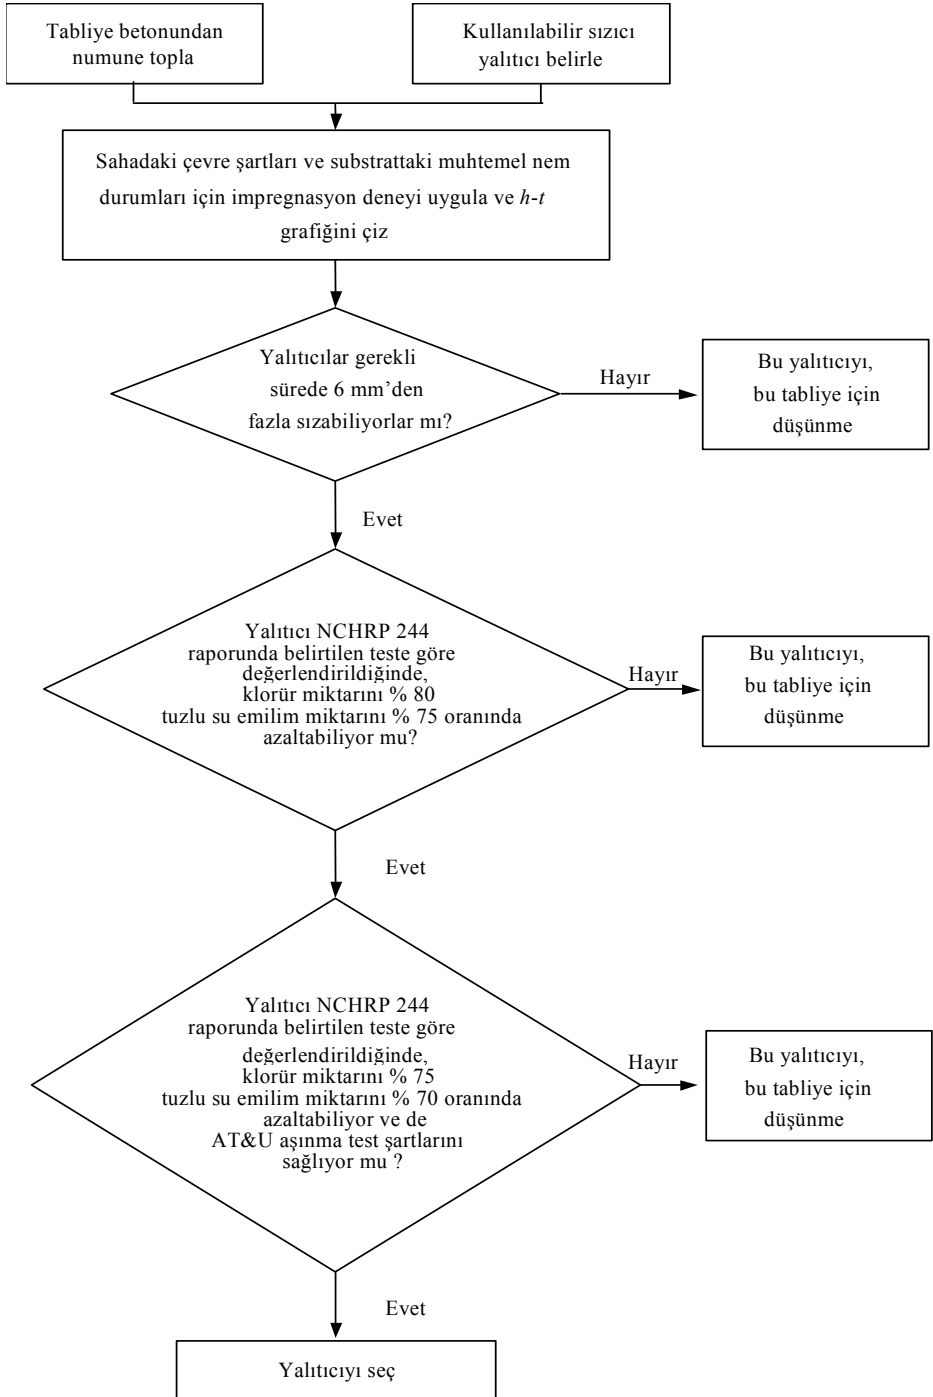 Tabliye betonundan
numune topla
Kullanılabilir sızıcı
yalıtıcı belirle
Sahadaki çevre şartları ve substrattaki muhtemel nem
durumları için impregnasyon deneyi uygula ve h-t
grafiğini çiz
Yalıtıcılar gerekli
sürede 6 mm’den
fazla sızabiliyorlar mı?
Hayır
Bu yalıtıcıyı,
bu tabliye için
düşünme
Evet
Yalıtıcı NCHRP 244
raporunda belirtilen teste göre
değerlendirildiğinde,
klorür miktarını % 80
tuzlu su emilim miktarını % 75 oranında
azaltabiliyor mu?
Hayır
Bu yalıtıcıyı,
bu tabliye için
düşünme
Evet
Yalıtıcı NCHRP 244
raporunda belirtilen teste göre
değerlendirildiğinde,
klorür miktarını % 75
tuzlu su emilim miktarını % 70 oranında
azaltabiliyor ve de
AT&U aşınma test şartlarını
sağlıyor mu ?
Hayır
Bu yalıtıcıyı,
bu tabliye için
düşünme
Evet
Yalıtıcıyı seç